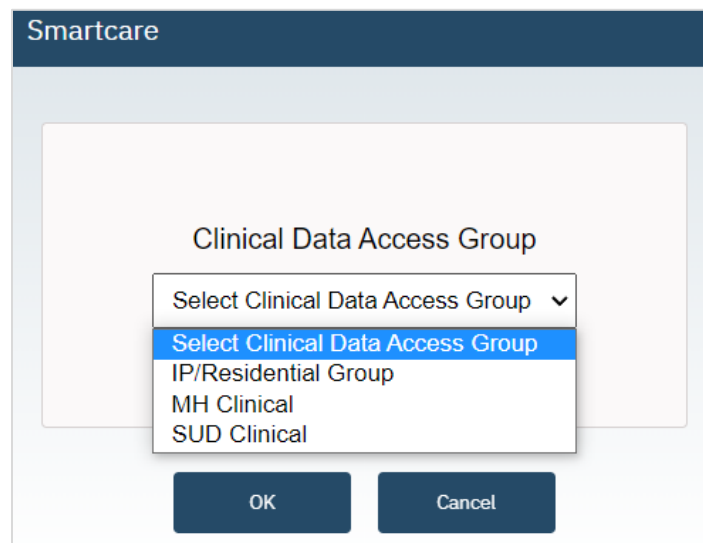 Smartcare
Clinical Data Access Group
Select Clinical Data Access Group
Select Clinical Data Access Group
IP/Residential Group
MH Clinical
SUD Clinical
OK
Cancel